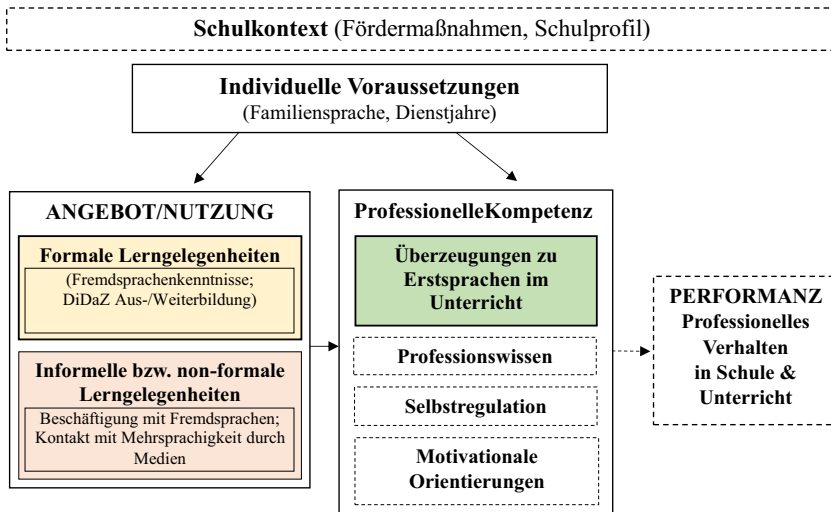 Schulkontext (Fördermaßnahmen, Schulprofil)
Individuelle Voraussetzungen
(Familiensprache, Dienstjahre)
ANGEBOT/NUTZUNG
Formale Lerngelegenheiten
(Fremdsprachenkenntnisse;
DiDaZ Aus-/Weiterbildung)
Informelle bzw. non-formale
Lerngelegenheiten
Beschäftigung mit Fremdsprachen;
Kontakt mit Mehrsprachigkeit durch
Medien
ProfessionelleKompetenz
Überzeugungen zu
Erstsprachen im
Unterricht
Professionswissen
Selbstregulation
Motivationale
Orientierungen
PERFORMANZ
Professionelles
Verhalten
in Schule &
Unterricht